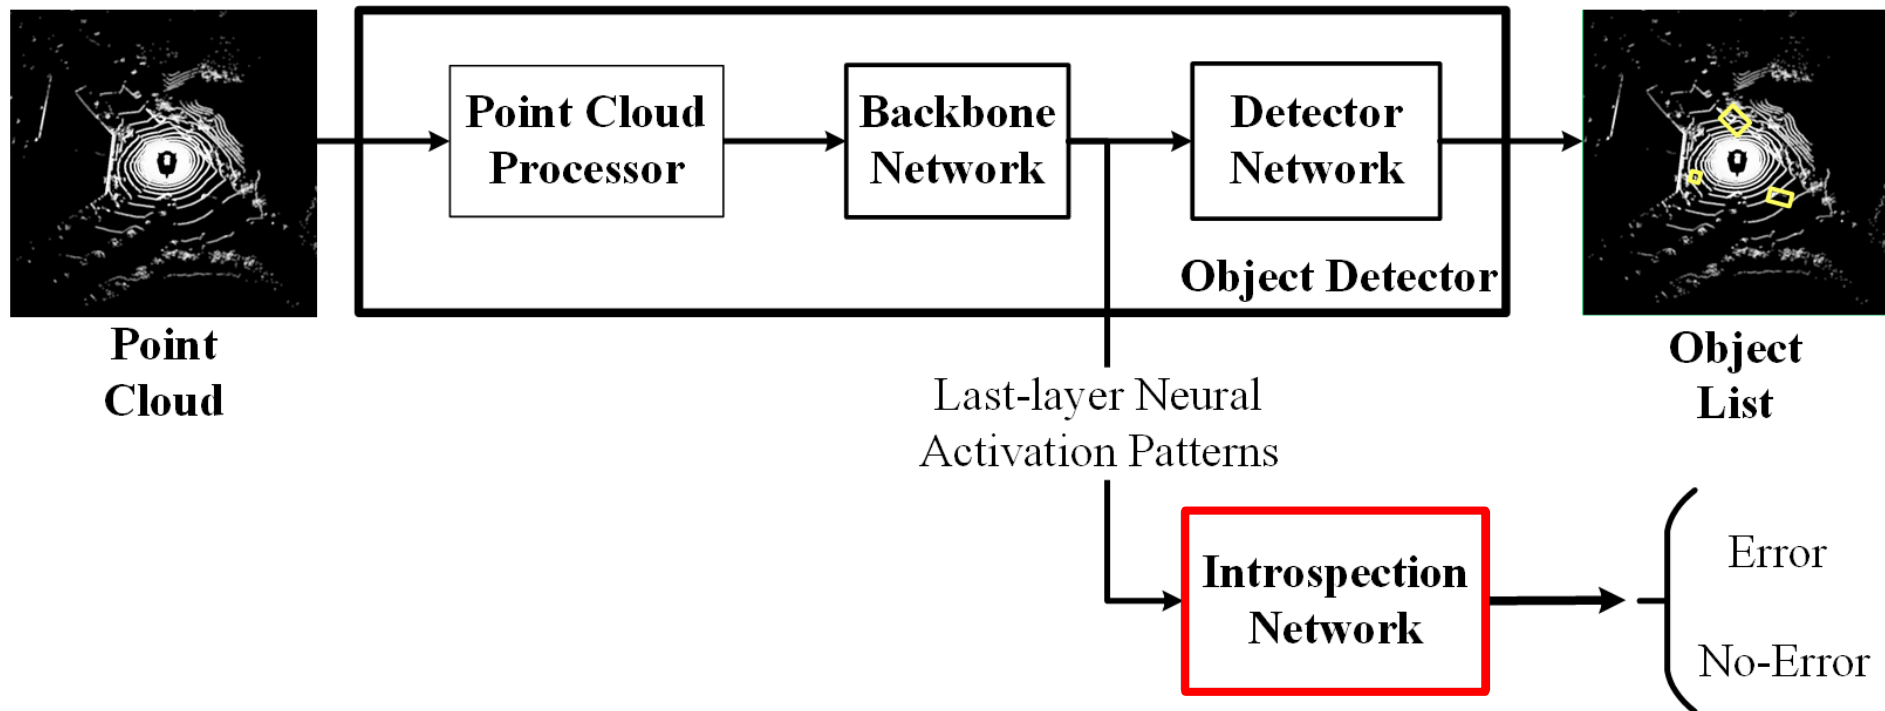 Point Cloud
Processor
Backbone
Network
Detector
Network
Object Detector
Point
Cloud
Object
List
Last-layer Neural
Activation Patterns
Introspection
Network
Error
No-Error